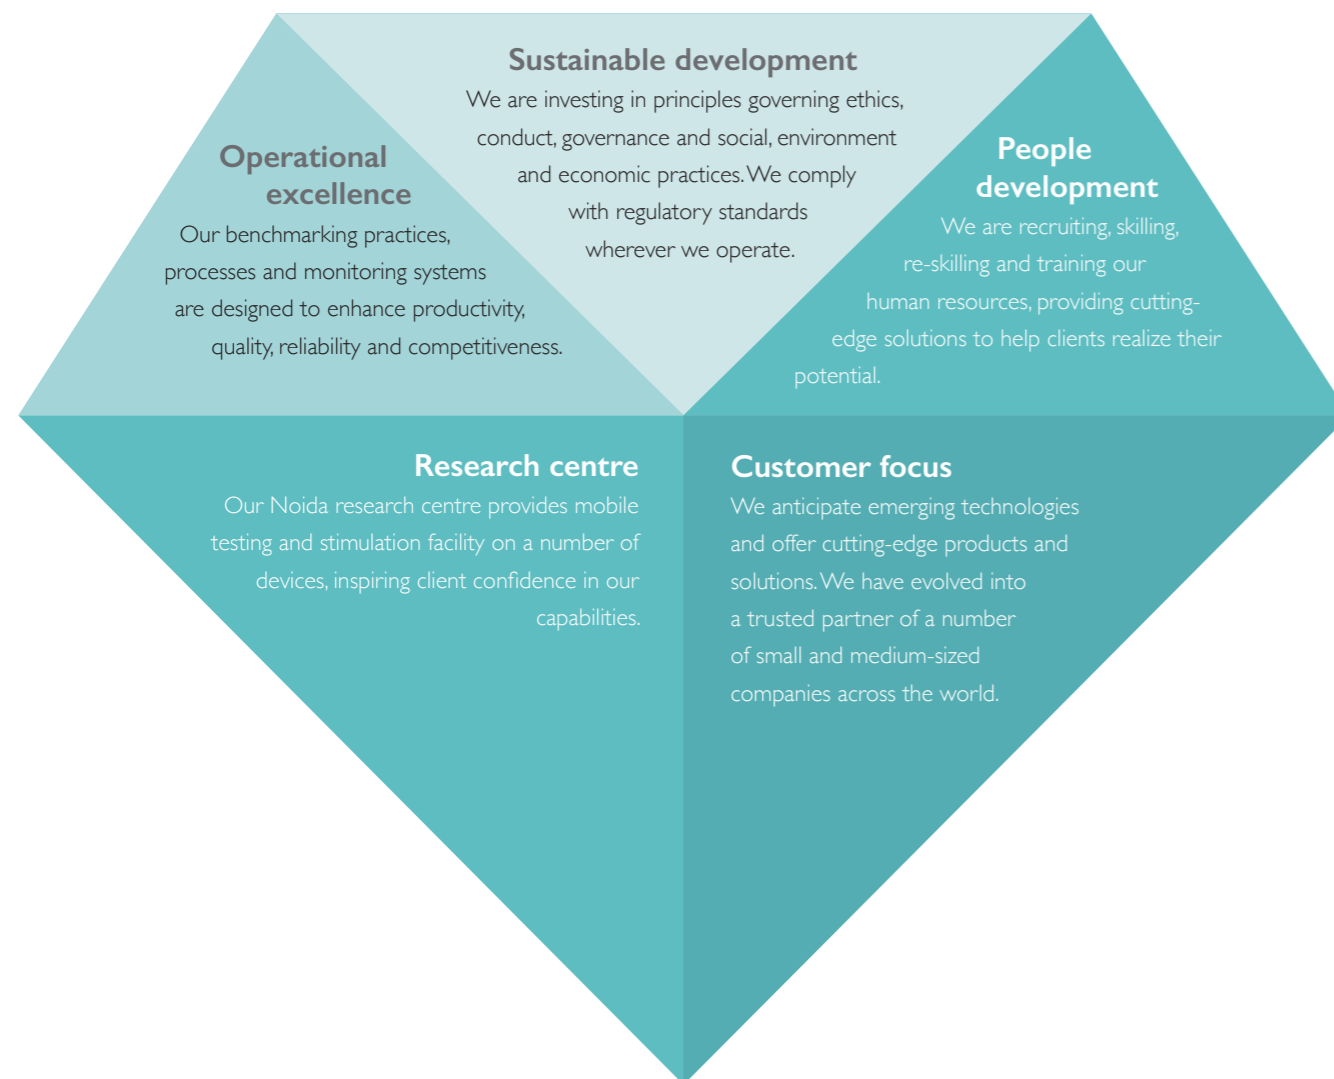 Sustainable development
We are investing in principles governing ethics,
conduct, governance and social, environment
and economic practices. We comply
with regulatory standards
wherever we operate.
Operational
excellence
Our benchmarking practices,
processes and monitoring systems
are designed to enhance productivity,
quality, reliability and competitiveness.
People
development
We are recruiting, skilling,
re-skilling and training our
human resources, providing cutting-
edge solutions to help clients realize their
potential.
Research centre
Our Noida research centre provides mobile
testing and stimulation facility on a number of
devices, inspiring client confidence in our
capabilities.
Customer focus
We anticipate emerging technologies
and offer cutting-edge products and
solutions. We have evolved into
a trusted partner of a number
of small and medium-sized
companies across the world.